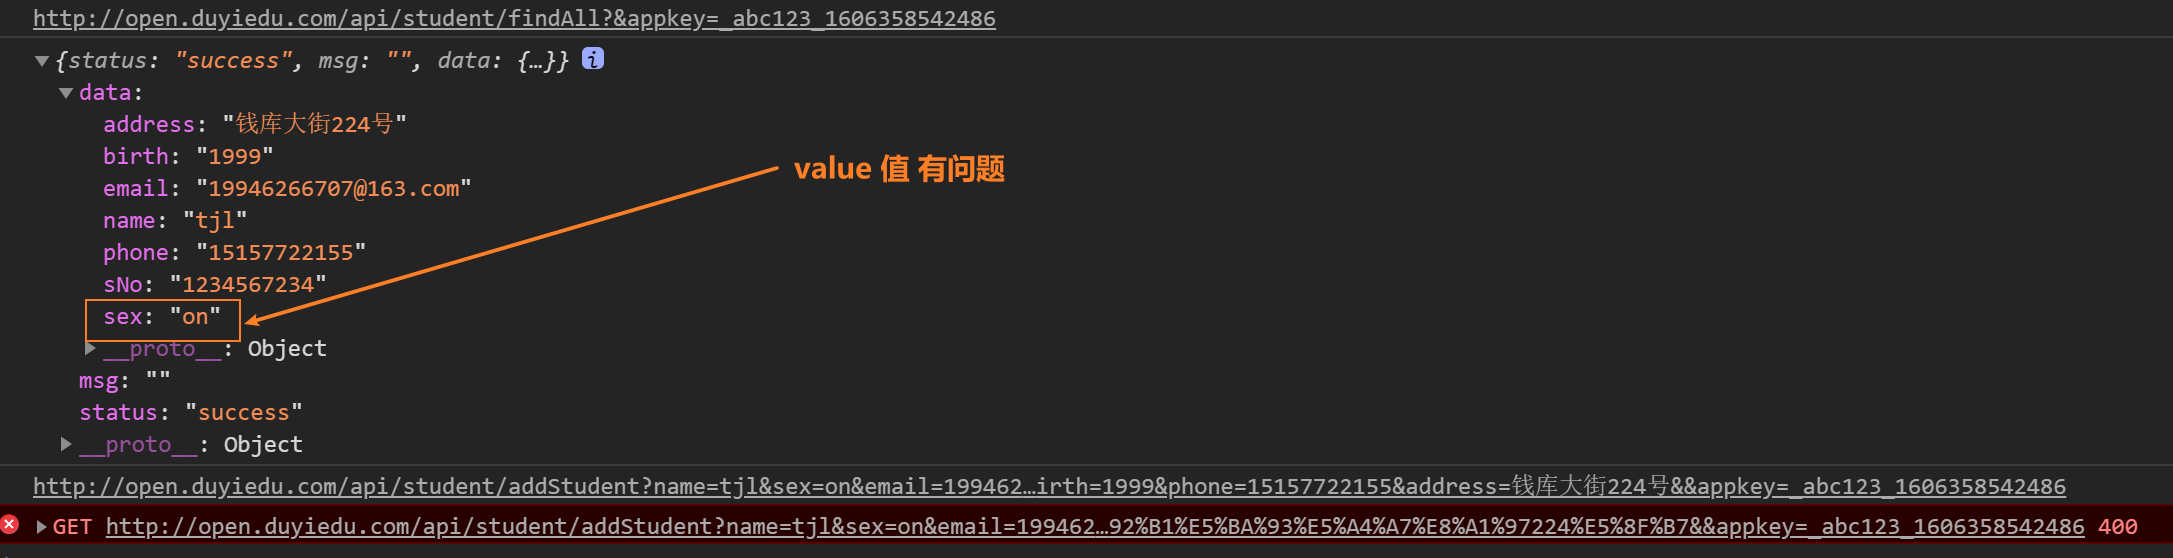 http://open.duyiedu.com/api/student/findAll?&appkey=_abc123_1606358542486
{status: "success", msg: "", data: {…}} i
data:
address: "钱库大街224号"
birth: "1999"
value 值 有问题
email: "19946266707@163.com"
name: "tjl"
phone: "15157722155"
sNo: "1234567234"
sex: "on"
__proto__: Object
msg: ""
status: "success"
__proto__: Object
http://open.duyiedu.com/api/student/addStudent?name=tjl&sex=on&email=199462…irth=1999&phone=15157722155&address=钱库大街224号&&appkey=_abc123_1606358542486
GET http://open.duyiedu.com/api/student/addStudent?name=tjl&sex=on&email=199462…92%B1%E5%BA%93%E5%A4%A7%E8%A1%97224%E5%8F%B7&&appkey=_abc123_1606358542486 400